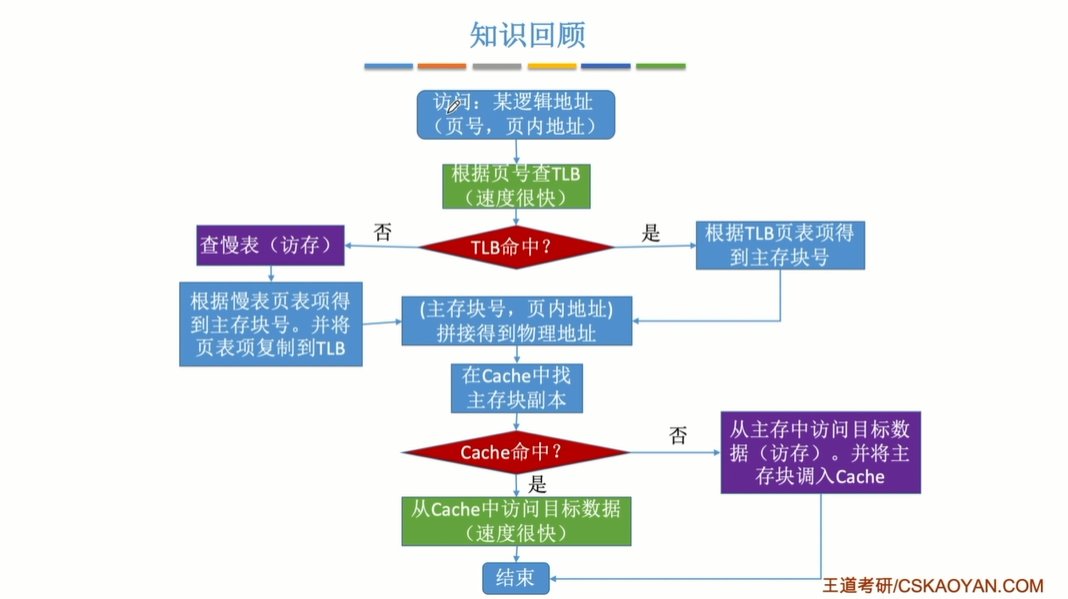 知识回顾
访问：某逻辑地址
（页号，页内地址）
根据页号查TLB
（速度很快）
否
是
查慢表（访存）
TLB命中？
根据TLB页表项得
到主存块号
根据慢表页表项得
到主存块号。并将
页表项复制到TLB
(主存块号，页内地址)
拼接得到物理地址
在Cache中找
主存块副本
Cache命中？
否
从主存中访问目标数
据（访存）。并将主
存块调入Cache
是
从Cache中访问目标数据
（速度很快）
结束
王道考研/CSKAOYAN.COM